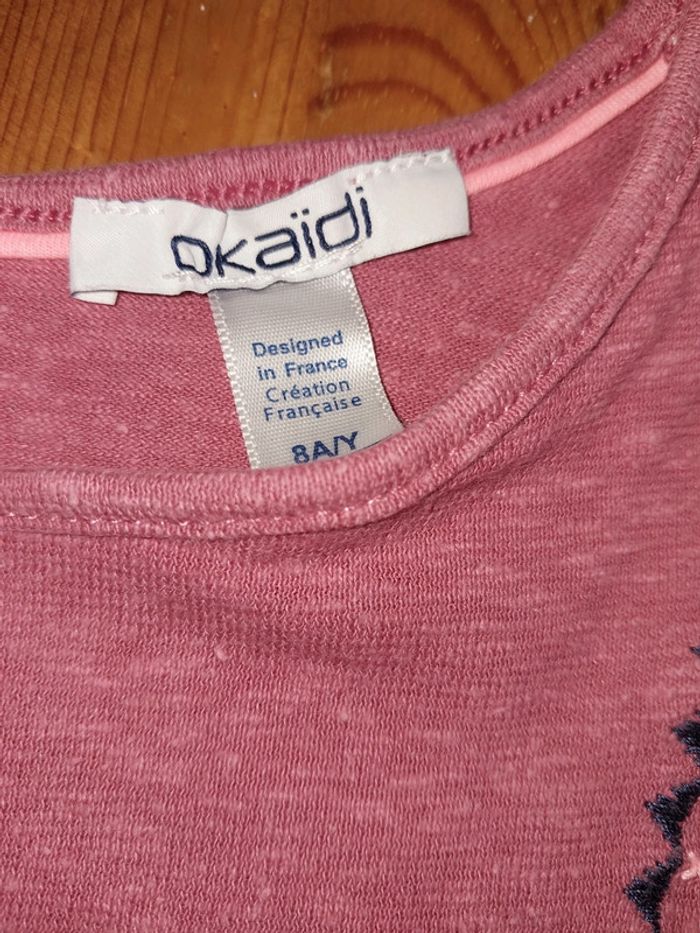 Okaïdi
Designed
in France
Création
Française
8A/Y